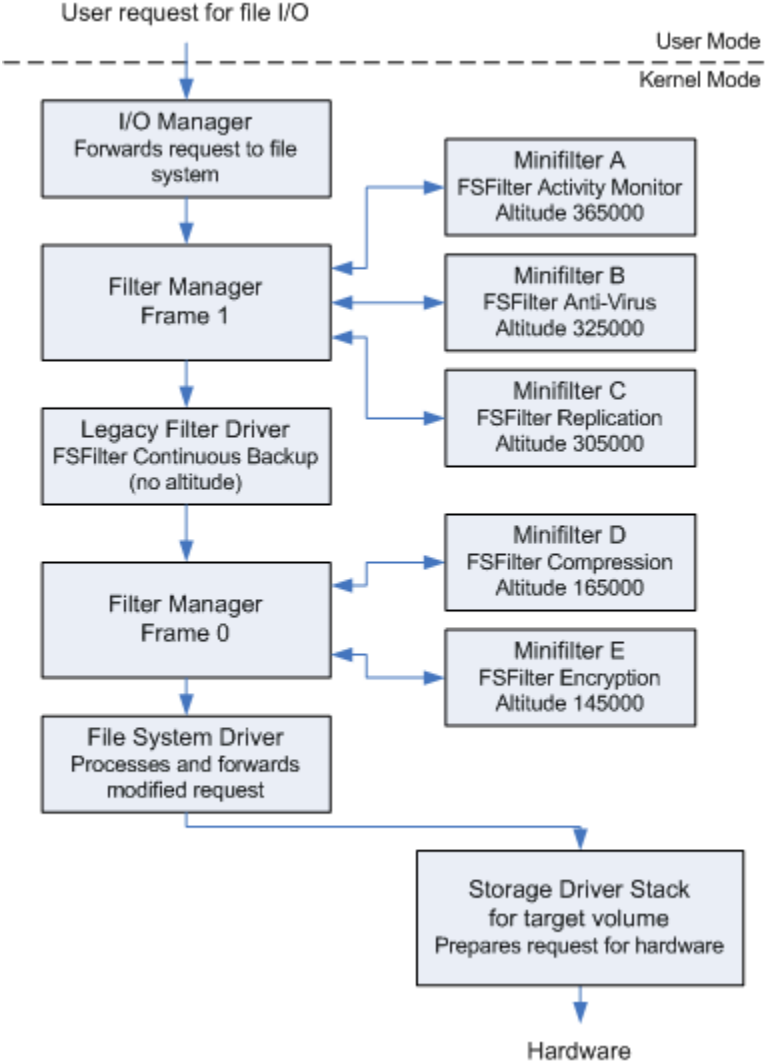 User request for file I/O
User Mode
Kernel Mode
I/O Manager
Forwards request to file
system
Minifilter A
FSFilter Activity Monitor
Altitude 365000
Filter Manager
Frame 1
Minifilter B
FSFilter Anti-Virus
Altitude 325000
Minifilter C
FSFilter Replication
Altitude 305000
Legacy Filter Driver
FSFilter Continuous Backup
(no altitude)
Minifilter D
FSFilter Compression
Altitude 165000
Filter Manager
Frame 0
Minifilter E
FSFilter Encryption
Altitude 145000
File System Driver
Processes and forwards
modified request
Storage Driver Stack
for target volume
Prepares request for hardware
Hardware